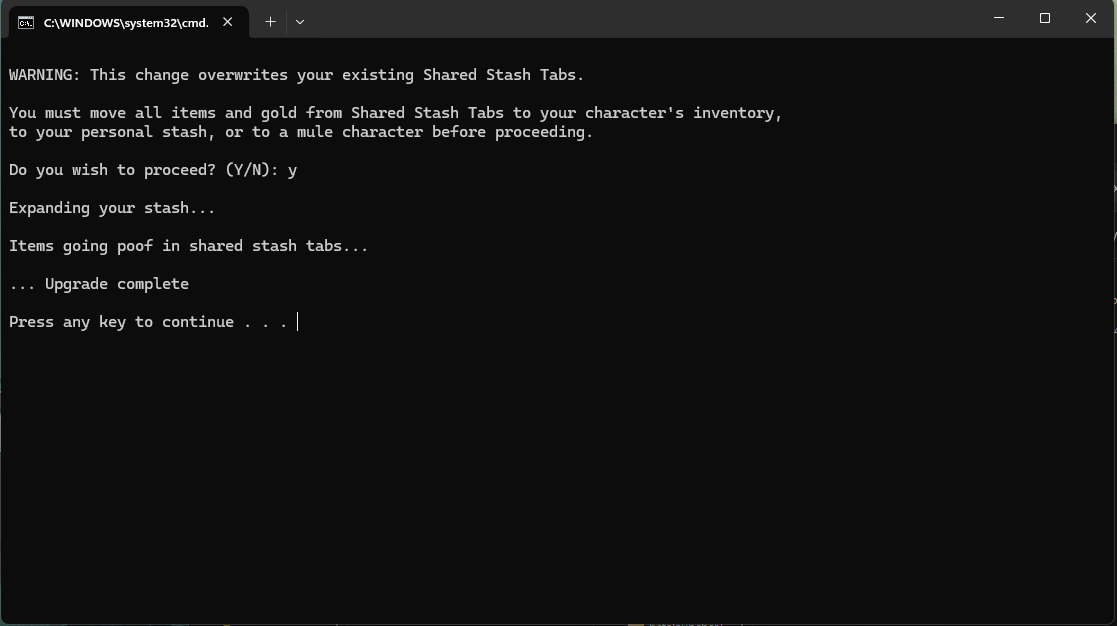 C:\WINDOWS\system32\cmd.
WARNING: This change overwrites your existing Shared Stash Tabs.
You must move all items and gold from Shared Stash Tabs to your character's inventory,
to your personal stash, or to a mule character before proceeding.
Do you wish to proceed? (Y/N): y
Expanding your stash...
Items going poof in shared stash tabs...
... Upgrade complete
Press any key to continue . . .